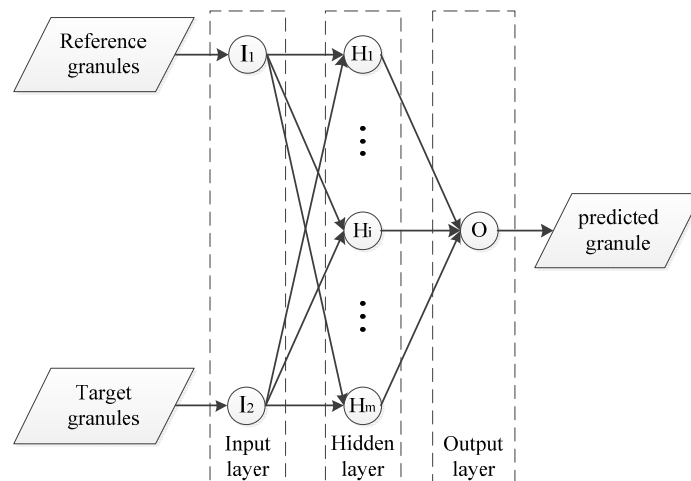 Reference
granules
I1
H1
Hi
O
predicted
granule
Target
granules
I2
Hm
Input
layer
Hidden
layer
Output
layer